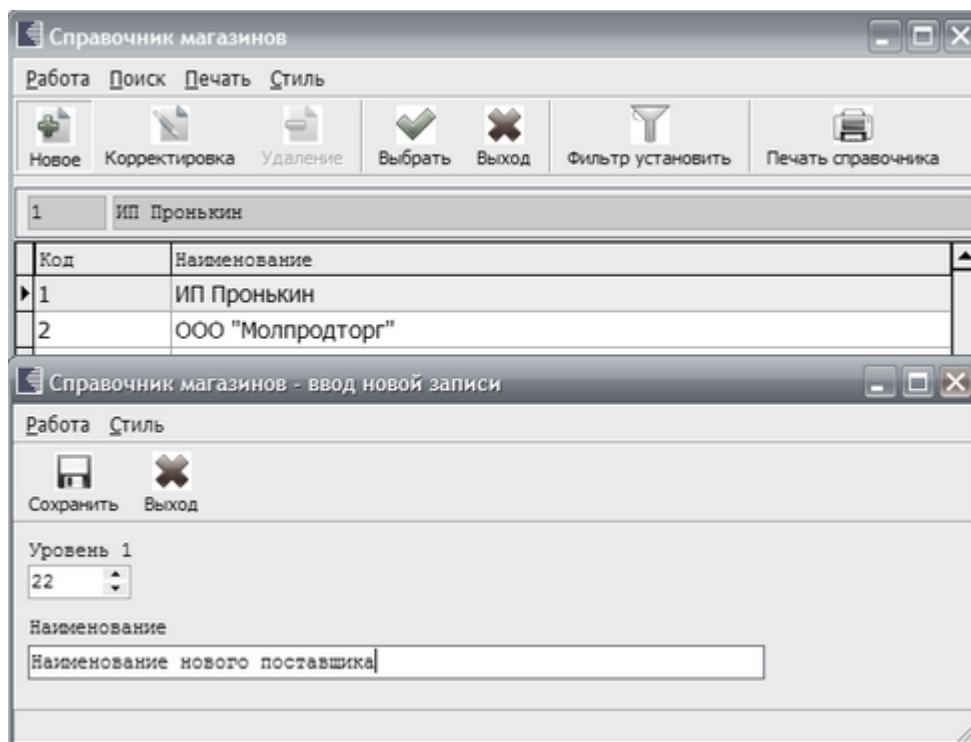 Справочник магазинов
Работа Поиск Печать Стиль
Новое Корректировка Удаление Выбрать Выход Фильтр установить Печать справочника
1 ИП Пронькин
Код Наименование
1 ИП Пронькин
2 ООО "Молпродторг"
Справочник магазинов - ввод новой записи
Работа Стиль
Сохранить Выход
Уровень 1
22
Наименование
Наименование нового поставщика